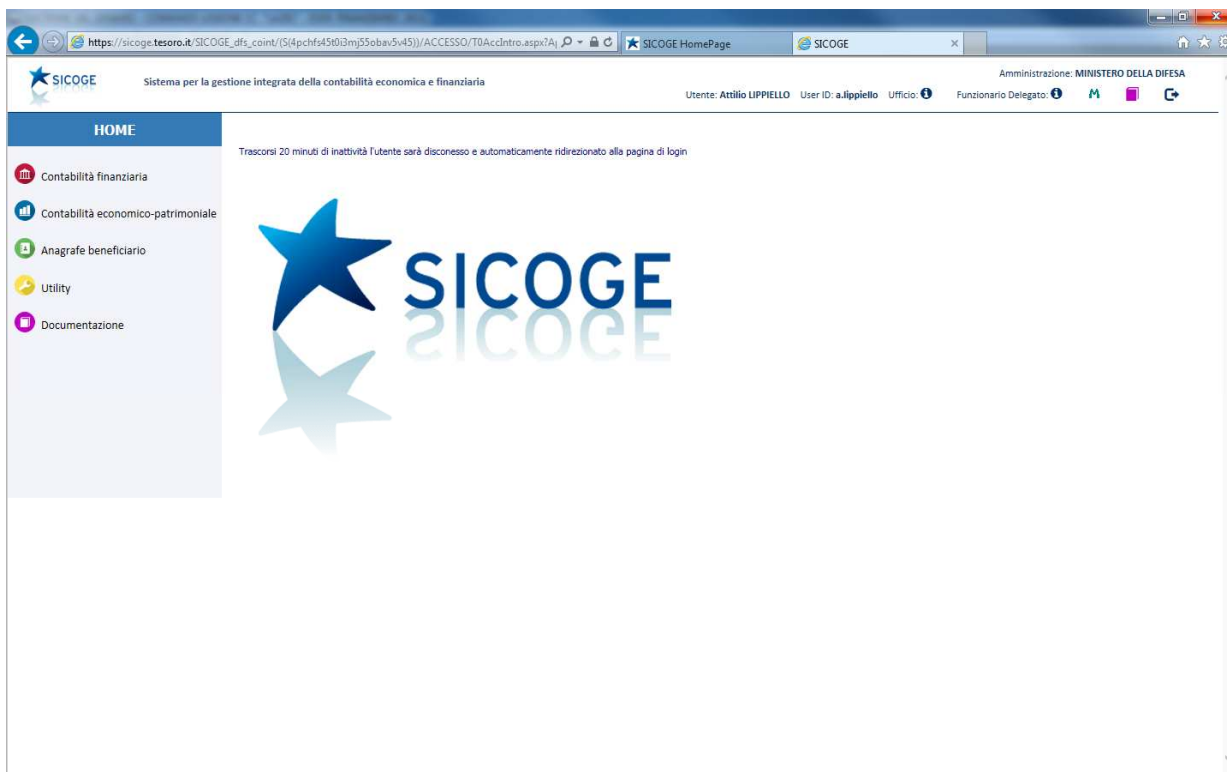 https://sicoge.tesoro.it/SICOGE_dfs_coint/(S(4pchfs45t0i3mj55obav5v45))/ACCESSO/T0AccIntro.aspx?A
SICOGE HomePage
SICOGE
SICOGE
Sistema per la gestione integrata della contabilità economica e finanziaria
Amministrazione: MINISTERO DELLA DIFESA
Utente: Attilio LIPPIELLO User ID: a.lippiello Ufficio: Funzionario Delegato:
HOME
Trascorsi 20 minuti di inattività l'utente sarà disconesso e automaticamente ridirezionato alla pagina di login
Contabilità finanziaria
Contabilità economico-patrimoniale
Anagrafe beneficiario
Utility
Documentazione
SICOGE